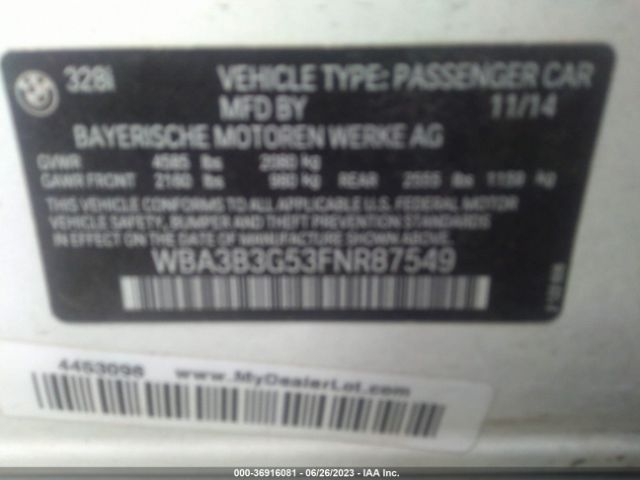 BMW
328i VEHICLE TYPE: PASSENGER CAR
MFD BY 11/14
BAYERISCHE MOTOREN WERKE AG
GVWR 4585 lbs 2080 kg
GAWR FRONT 2160 lbs 980 kg REAR 2555 lbs 1159 kg
THIS VEHICLE CONFORMS TO ALL APPLICABLE U.S. FEDERAL MOTOR
VEHICLE SAFETY, BUMPER AND THEFT PREVENTION STANDARDS
IN EFFECT ON THE DATE OF MANUFACTURE SHOWN ABOVE.
WBA3B3G53FNR87549
4453098 www.MyDealerLot.com
000-36916081 - 06/26/2023 - IAA Inc.